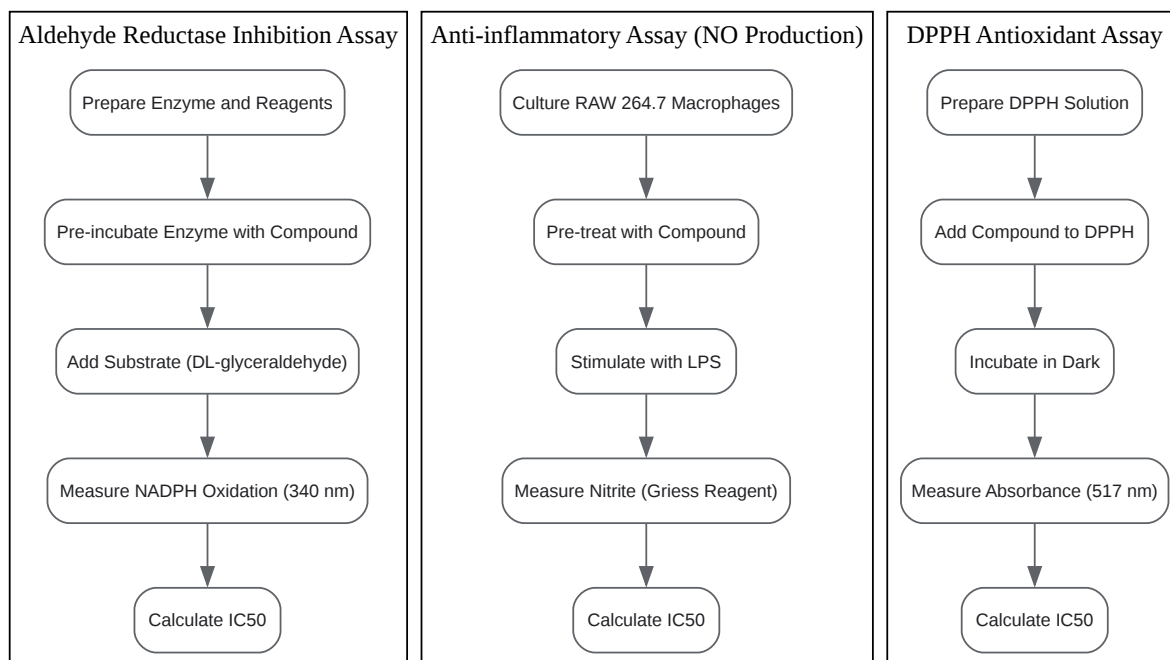 Aldehyde Reductase Inhibition Assay
Prepare Enzyme and Reagents
Pre-incubate Enzyme with Compound
Add Substrate (DL-glyceraldehyde)
Measure NADPH Oxidation (340 nm)
Calculate IC50
Anti-inflammatory Assay (NO Production)
Culture RAW 264.7 Macrophages
Pre-treat with Compound
Stimulate with LPS
Measure Nitrite (Griess Reagent)
Calculate IC50
DPPH Antioxidant Assay
Prepare DPPH Solution
Add Compound to DPPH
Incubate in Dark
Measure Absorbance (517 nm)
Calculate IC50